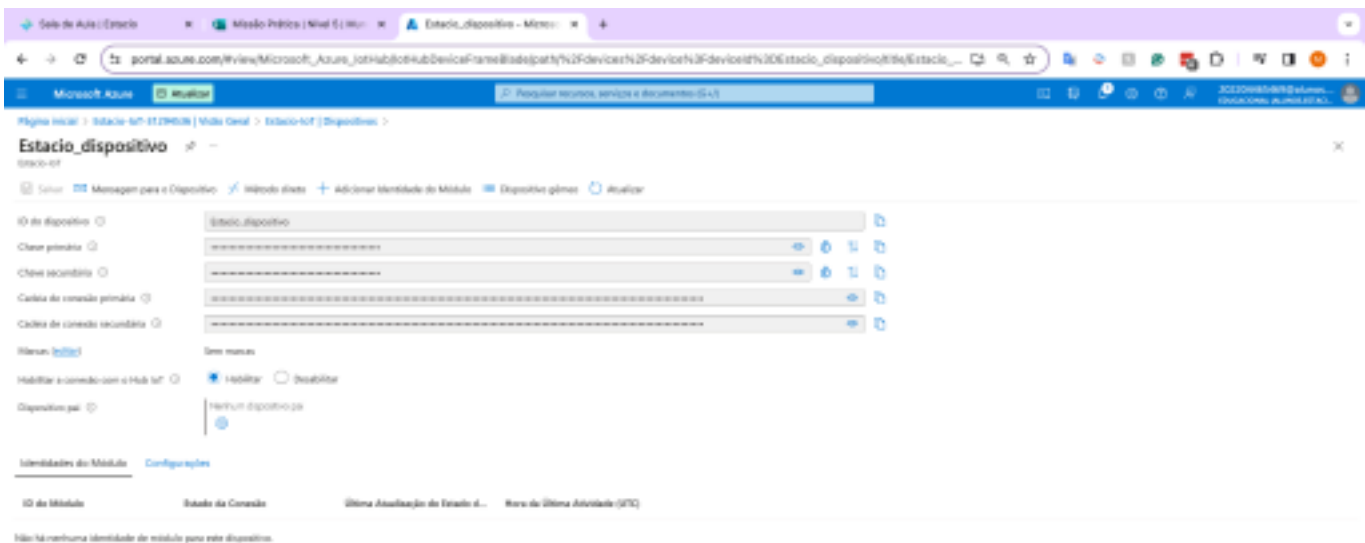 Sala de Aula | Estacio
Missão Prática | Nível 5 | Mun
Estacio_dispositivo - Micros
portal.azure.com/#view/Microsoft_Azure_IotHub/IotHubDeviceFrameBlade/path/%2Fdevices%2Fdevice%3FdeviceId%3DEstacio_dispositivo/title/Estacio_...
Microsoft Azure
Atualizar
Pesquisar recursos, serviços e documentos (G+/)
Página inicial > | Visão Geral > Estacio-IoT | Dispositivos >
Estacio_dispositivo
Estacio-IoT
Salvar Mensagem para o Dispositivo Método direto Adicionar Identidade do Módulo Dispositivo gêmeo Atualizar
ID do dispositivo Estacio_dispositivo
Chave primária
Chave secundária
Cadeia de conexão primária
Cadeia de conexão secundária
Marcas (editar) Sem marcas
Habilitar a conexão com o Hub IoT Habilitar Desabilitar
Dispositivo pai Nenhum dispositivo pai
Identidades do Módulo Configurações
ID do Módulo Estado da Conexão Última Atualização do Estado d... Hora da Última Atividade (UTC)
Não há nenhuma identidade de módulo para este dispositivo.